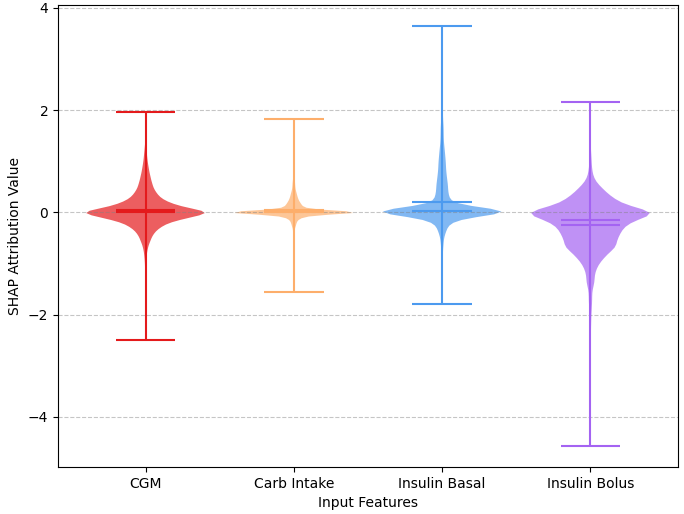 SHAP Attribution Value
4
2
0
−2
−4
CGM
Carb Intake
Insulin Basal
Insulin Bolus
Input Features